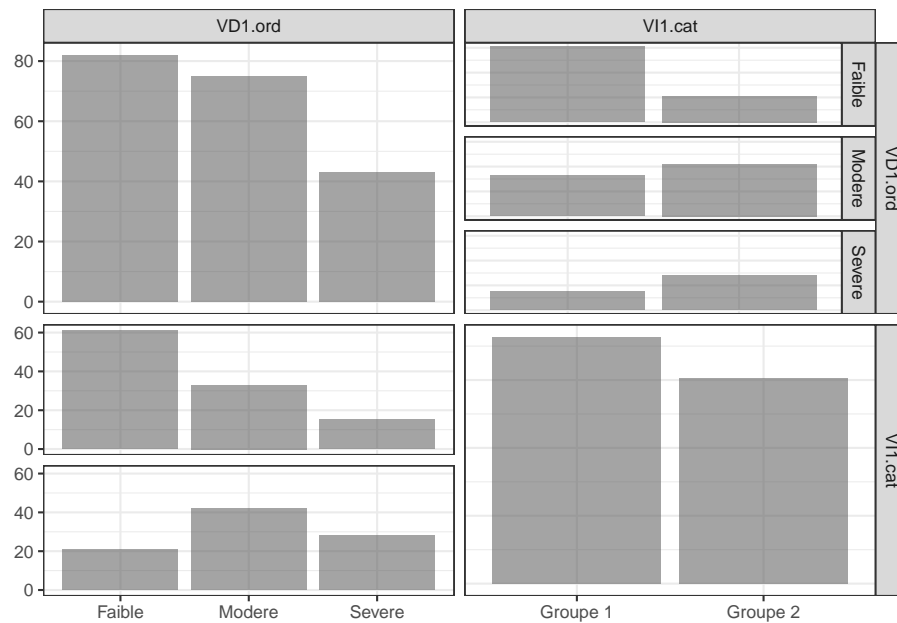 VD1.ord
VI1.cat
80
60
40
20
0
Faible
Modere
Severe
VD1.ord
60
40
20
0
60
40
20
0
VI1.cat
Faible
Modere
Severe
Groupe 1
Groupe 2